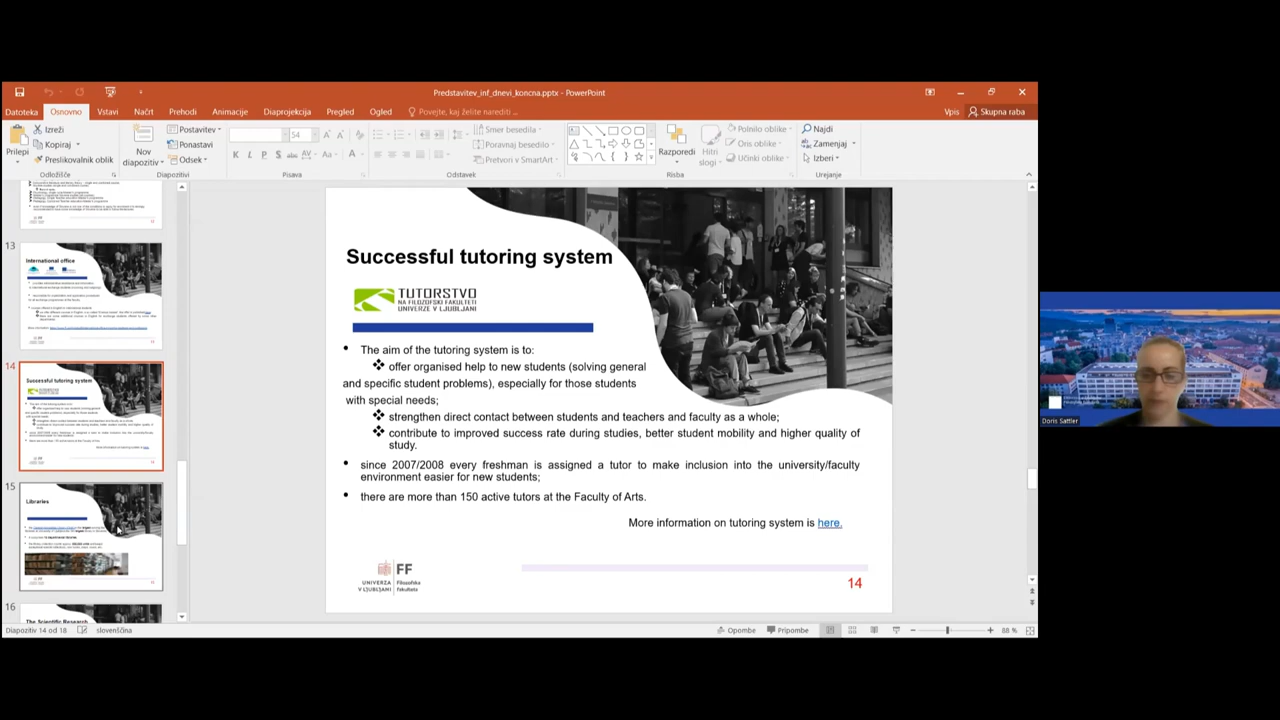 Predstavitev_inf_dnevi_koncna.pptx - PowerPoint
Datoteka Osnovno Vstavi Načrt Prehodi Animacije Diaprojekcija Pregled Ogled Povejte, kaj želite narediti ... Vpis Skupna raba
Prilepi
Izreži
Kopiraj
Preslikovalnik oblik
Odložišče
Nov diapozitiv
Postavitev
Ponastavi
Odsek
Diapozitivi
54
K L P S abc AV Aa A
Pisava
Smer besedila
Poravnaj besedilo
Pretvori v SmartArt
Odstavek
Razporedi
Hitri slogi
Polnilo oblike
Oris oblike
Učinki oblike
Risba
Najdi
Zamenjaj
Izberi
Urejanje
13
International office
14
Successful tutoring system
15
Libraries
16
The Scientific Research
Successful tutoring system
TUTORSTVO
NA FILOZOFSKI FAKULTETI
UNIVERZE V LJUBLJANI
• The aim of the tutoring system is to:
❖ offer organised help to new students (solving general
and specific student problems), especially for those students
with special needs;
❖ strengthen direct contact between students and teachers and faculty as a whole;
❖ contribute to improved success rate during studies, better student mobility and higher quality of
study.
• since 2007/2008 every freshman is assigned a tutor to make inclusion into the university/faculty
environment easier for new students;
• there are more than 150 active tutors at the Faculty of Arts.
More information on tutoring system is here.
UNIVERZA
V LJUBLJANI
FF
Filozofska
fakulteta
14
Doris Sattler
Diapozitiv 14 od 18 slovenščina Opombe Pripombe 88 %